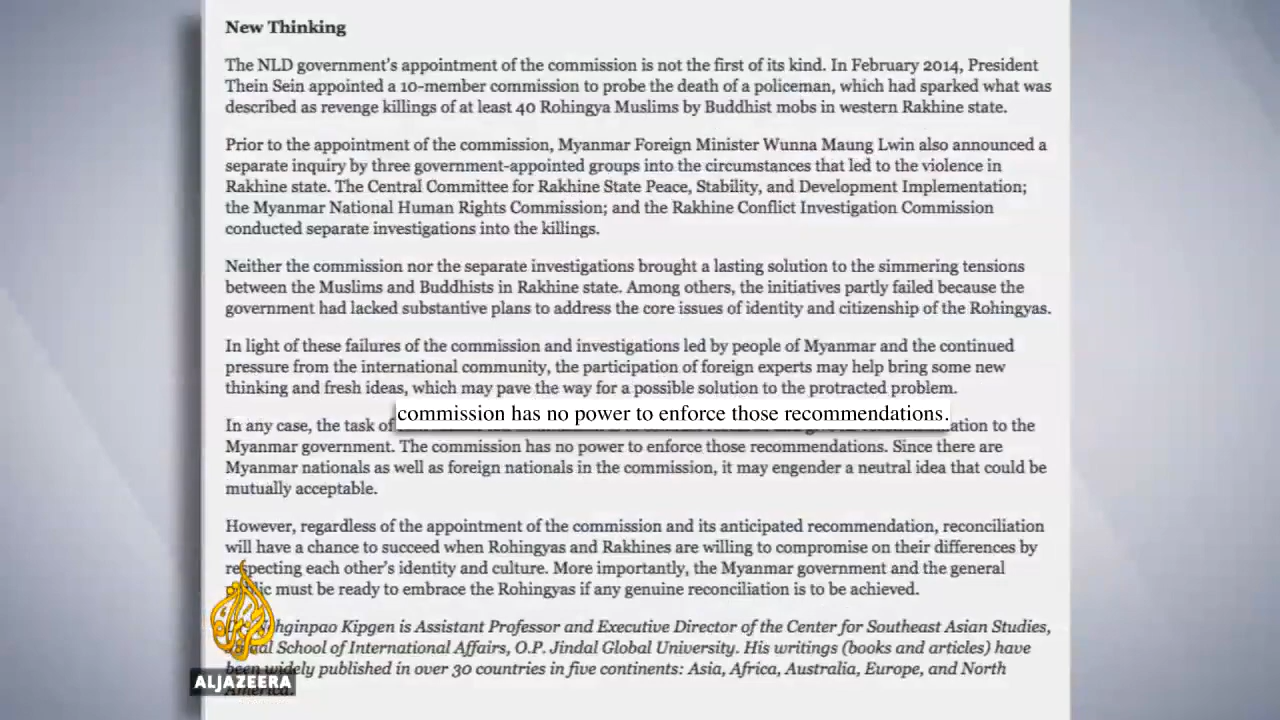 New Thinking
The NLD government's appointment of the commission is not the first of its kind. In February 2014, President
Thein Sein appointed a 10-member commission to probe the death of a policeman, which had sparked what was
described as revenge killings of at least 40 Rohingya Muslims by Buddhist mobs in western Rakhine state.
Prior to the appointment of the commission, Myanmar Foreign Minister Wunna Maung Lwin also announced a
separate inquiry by three government-appointed groups into the circumstances that led to the violence in
Rakhine state. The Central Committee for Rakhine State Peace, Stability, and Development Implementation;
the Myanmar National Human Rights Commission; and the Rakhine Conflict Investigation Commission
conducted separate investigations into the killings.
Neither the commission nor the separate investigations brought a lasting solution to the simmering tensions
between the Muslims and Buddhists in Rakhine state. Among others, the initiatives partly failed because the
government had lacked substantive plans to address the core issues of identity and citizenship of the Rohingyas.
In light of these failures of the commission and investigations led by people of Myanmar and the continued
pressure from the international community, the participation of foreign experts may help bring some new
thinking and fresh ideas, which may pave the way for a possible solution to the protracted problem.
commission has no power to enforce those recommendations.
In any case, the task of ation to the
Myanmar government. The commission has no power to enforce those recommendations. Since there are
Myanmar nationals as well as foreign nationals in the commission, it may engender a neutral idea that could be
mutually acceptable.
However, regardless of the appointment of the commission and its anticipated recommendation, reconciliation
will have a chance to succeed when Rohingyas and Rakhines are willing to compromise on their differences by
respecting each other's identity and culture. More importantly, the Myanmar government and the general
must be ready to embrace the Rohingyas if any genuine reconciliation is to be achieved.
hginpao Kipgen is Assistant Professor and Executive Director of the Center for Southeast Asian Studies,
al School of International Affairs, O.P. Jindal Global University. His writings (books and articles) have
been widely published in over 30 countries in five continents: Asia, Africa, Australia, Europe, and North
America.
ALJAZEERA